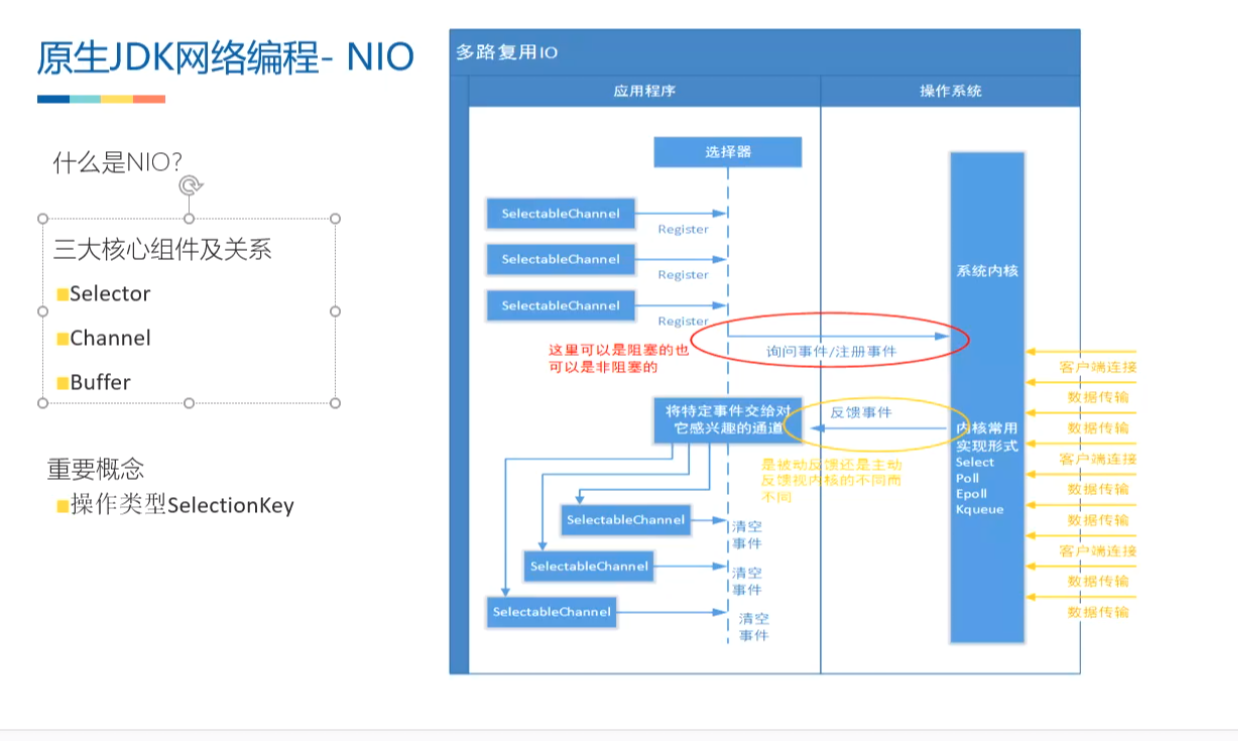 原生JDK网络编程- NIO
什么是NIO?
三大核心组件及关系
Selector
Channel
Buffer
重要概念
操作类型SelectionKey
多路复用IO
应用程序
操作系统
选择器
SelectableChannel
Register
SelectableChannel
Register
SelectableChannel
Register
这里可以是阻塞的也
可以是非阻塞的
询问事件/注册事件
系统内核
将特定事件交给对
它感兴趣的通道
反馈事件
是被动反馈还是主动
反馈视内核的不同而
不同
内核常用
实现形式
Select
Poll
Epoll
Kqueue
SelectableChannel
清空
事件
SelectableChannel
清空
事件
SelectableChannel
清空
事件
客户端连接
数据传输
数据传输
客户端连接
数据传输
数据传输
客户端连接
数据传输
数据传输